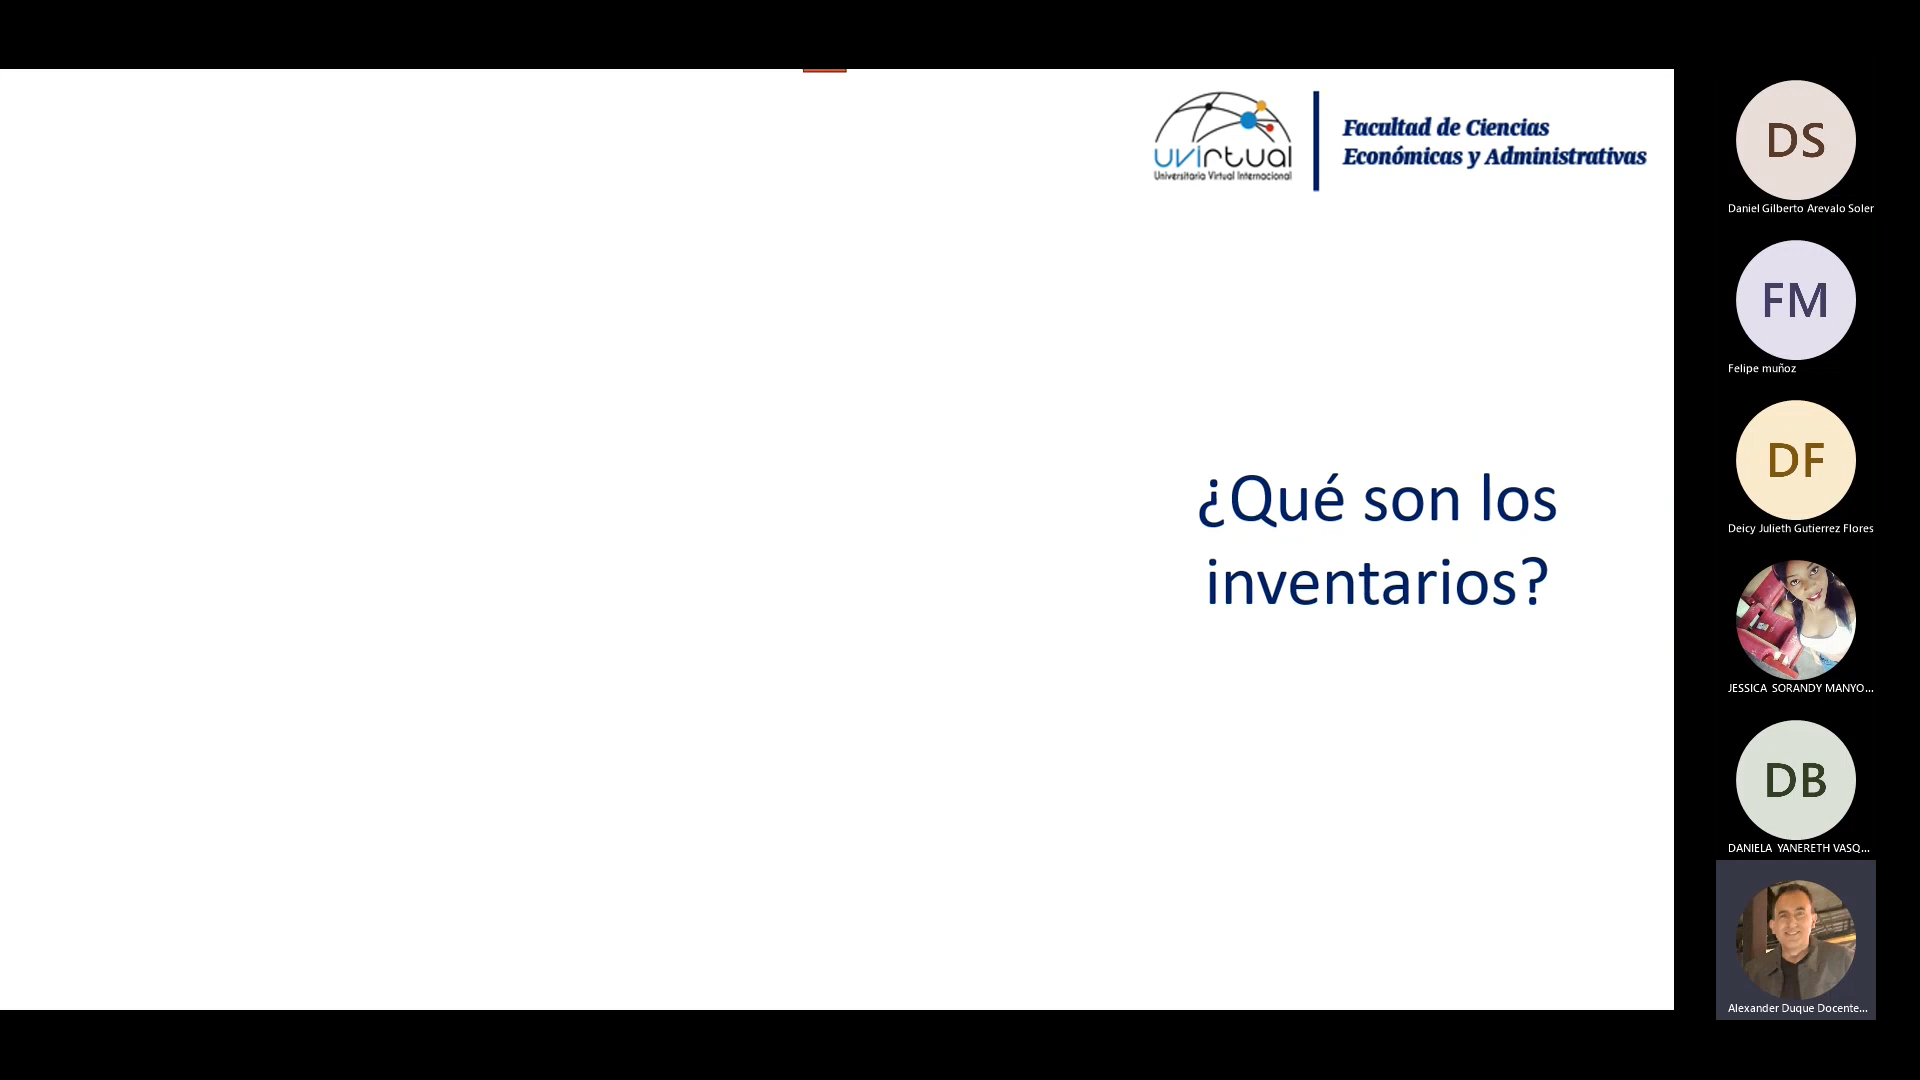 uvirtual
Universitaria Virtual Internacional
Facultad de Ciencias
Económicas y Administrativas
¿Qué son los
inventarios?
DS
Daniel Gilberto Arevalo Soler
FM
Felipe muñoz
DF
Deicy Julieth Gutierrez Flores
JESSICA SORANDY MANYO...
DB
DANIELA YANERETH VASQ...
Alexander Duque Docente...